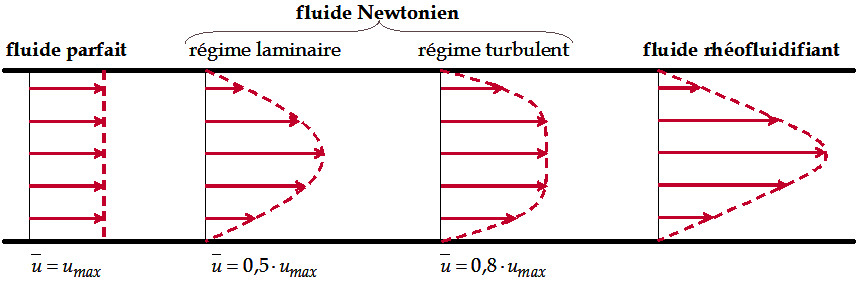 fluide Newtonien
fluide parfait
régime laminaire
régime turbulent
fluide rhéofluidifiant
u̅ = u_max
u̅ = 0,5 · u_max
u̅ = 0,8 · u_max